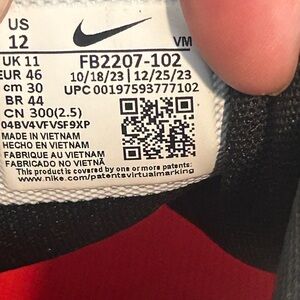 US
12 VM
UK 11 FB2207-102
EUR 46 10/18/23 | 12/25/23
cm 30 UPC 00197593777102
BR 44
CN 300(2.5)
04BV4VFVSF9XP
MADE IN VIETNAM
HECHO EN VIETNAM
FABRIQUE AU VIETNAM
FABRICADO NO VIETNÃ
This product is covered by one or more patents.
www.nike.com/patentsvirtualmarking